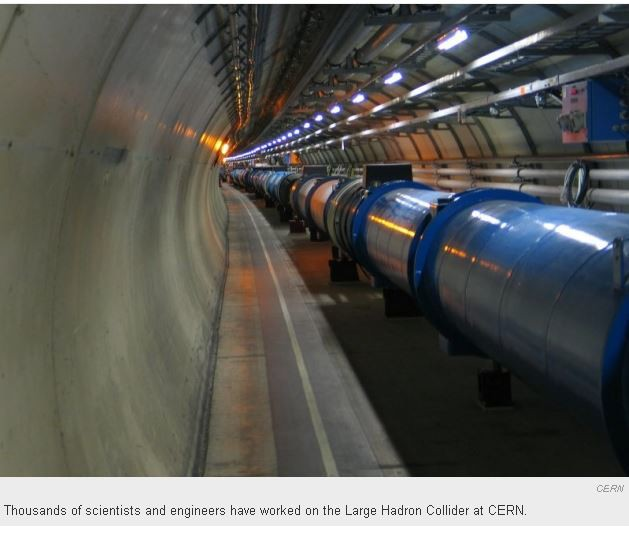 CERN
Thousands of scientists and engineers have worked on the Large Hadron Collider at CERN.